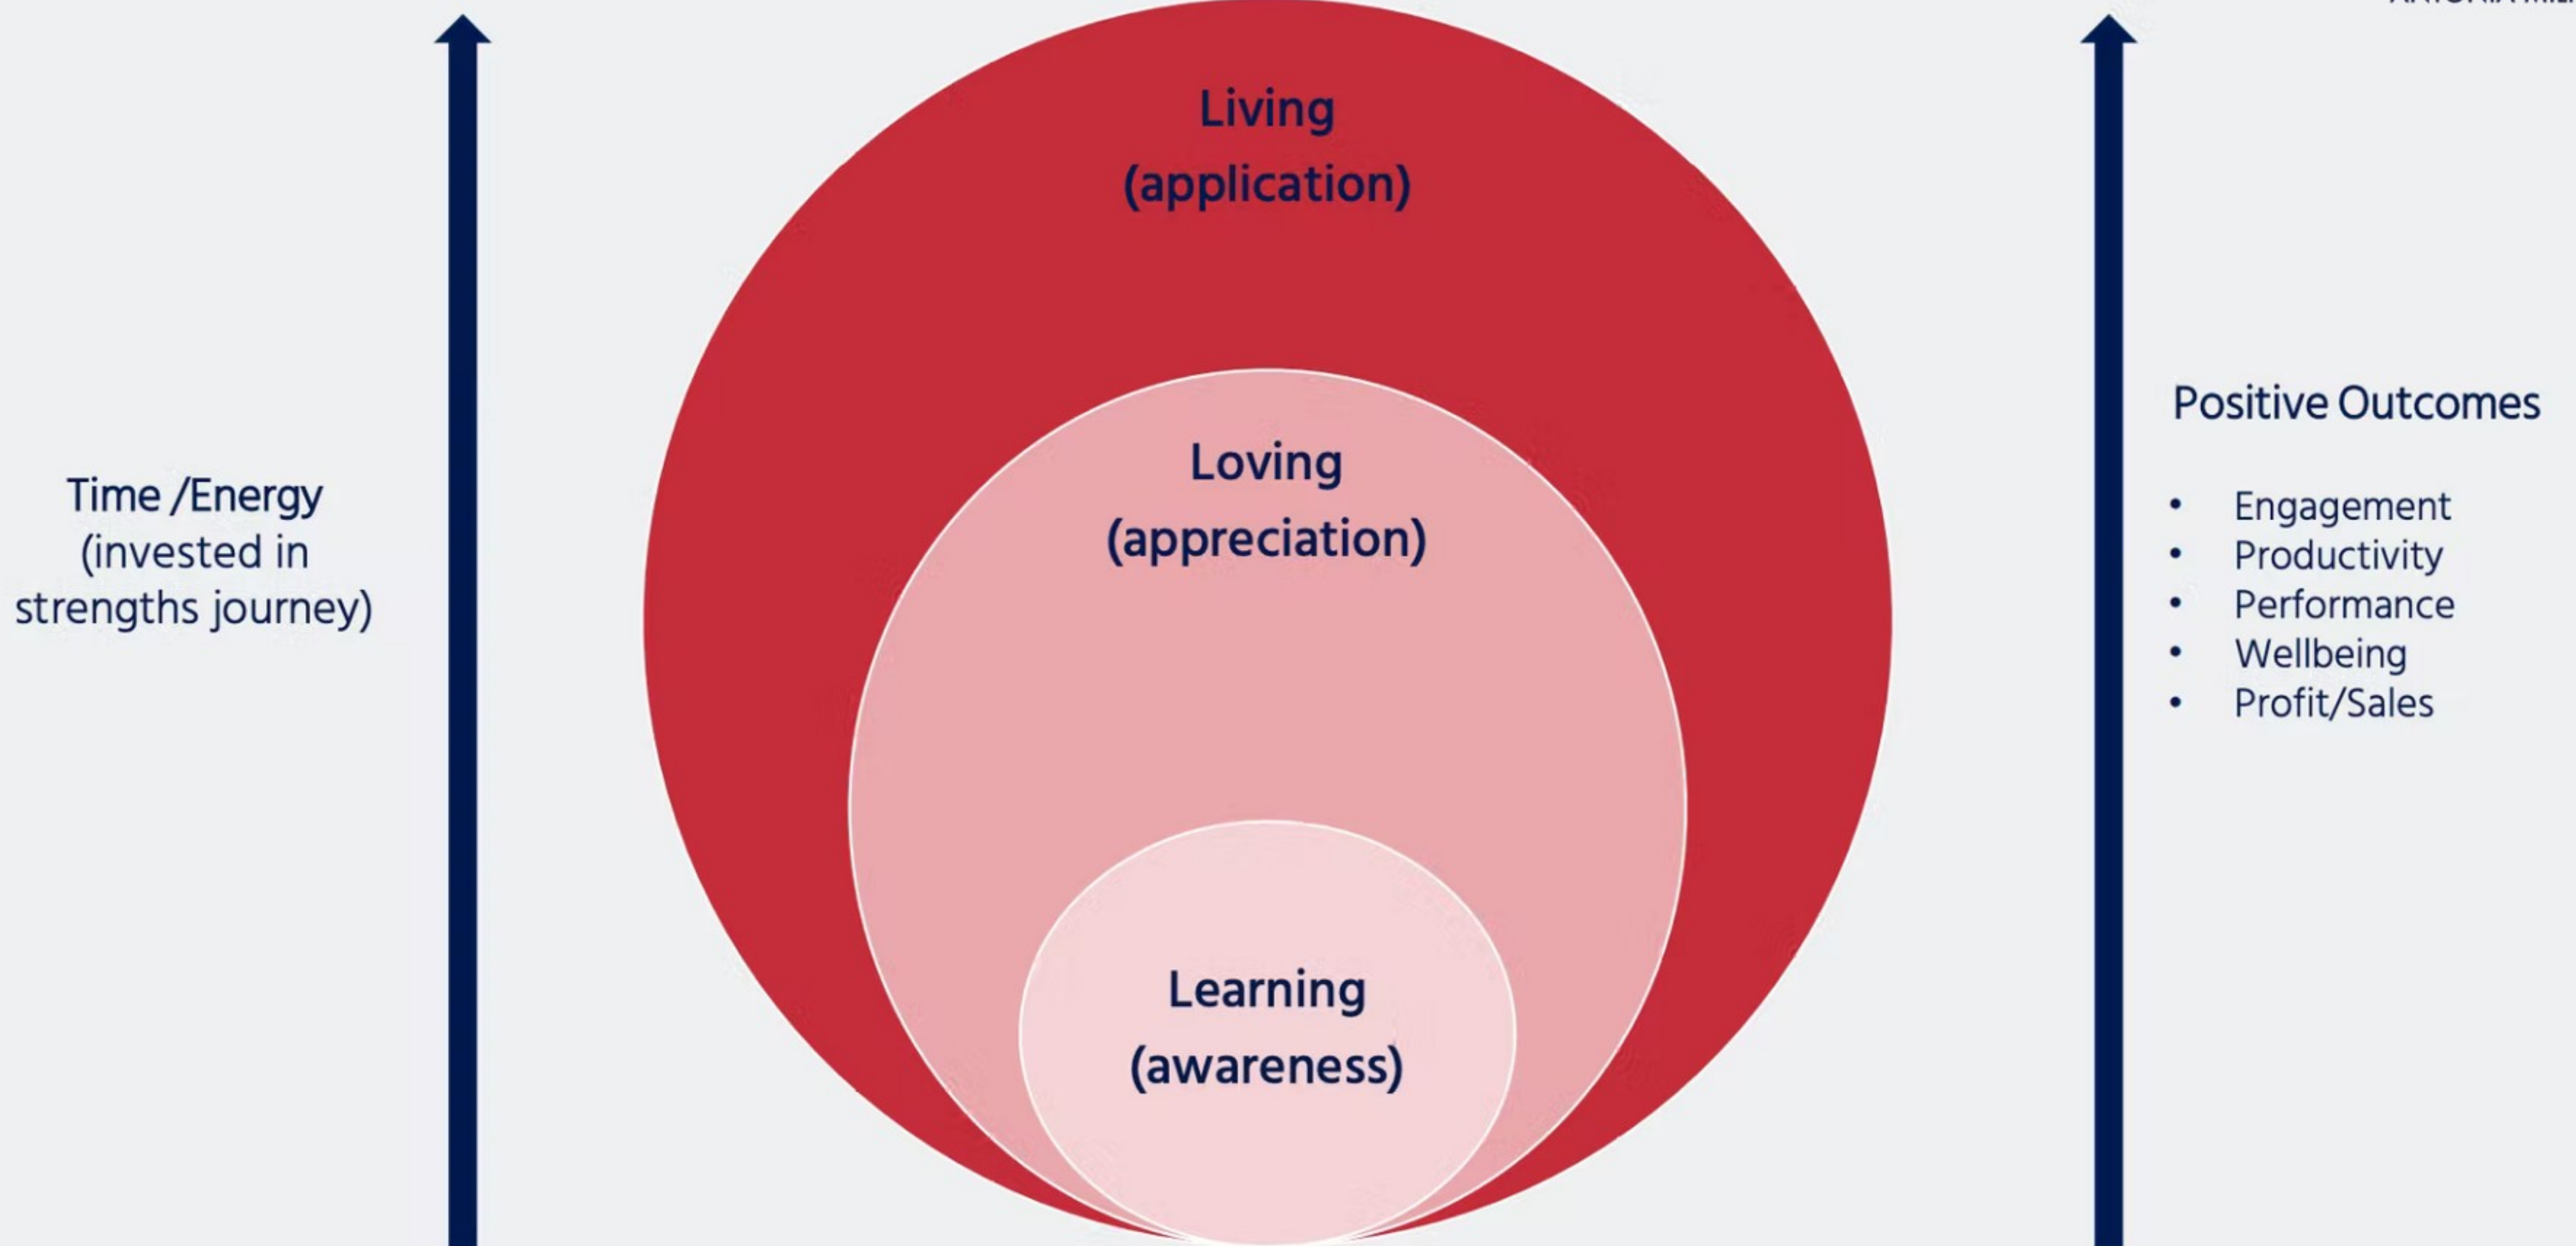 Living
(application)
Loving
(appreciation)
Learning
(awareness)
Time /Energy
(invested in
strengths journey)
Positive Outcomes
• Engagement
• Productivity
• Performance
• Wellbeing
• Profit/Sales